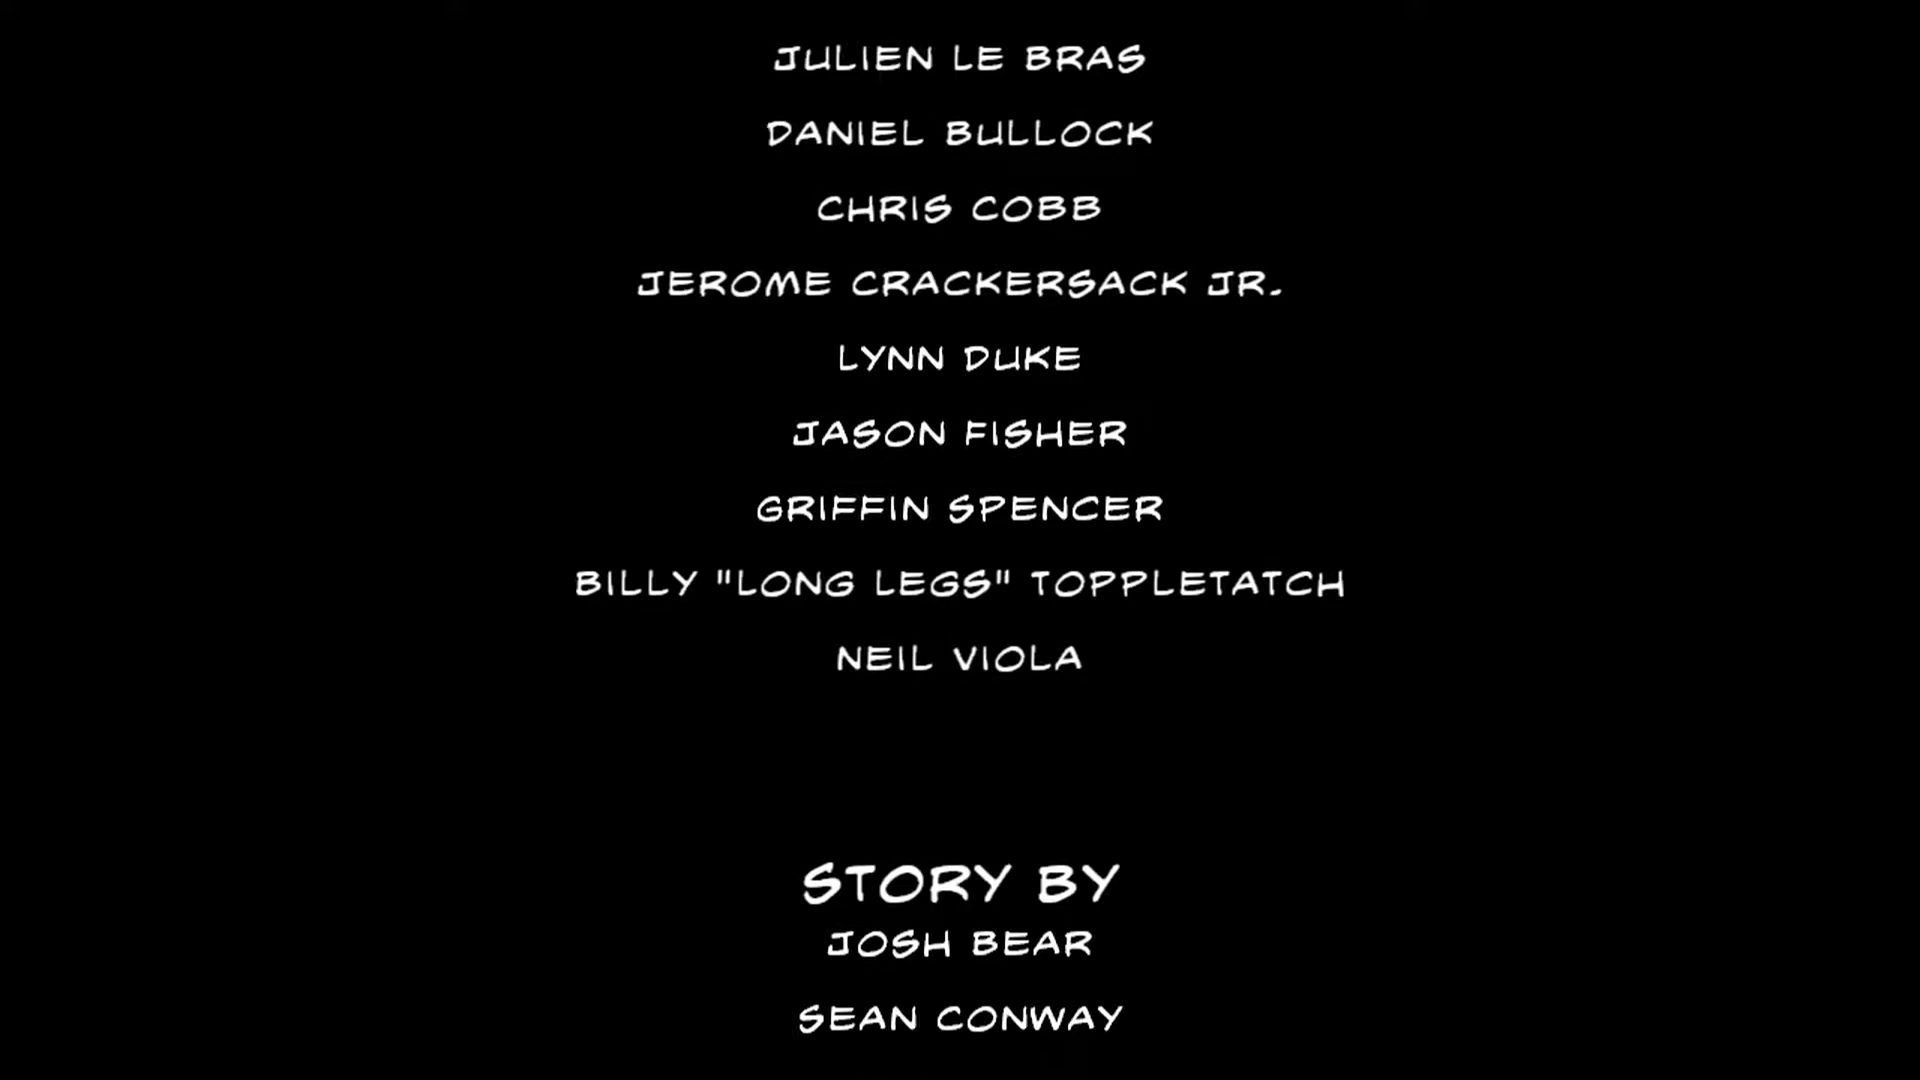 JULIEN LE BRAS
DANIEL BULLOCK
CHRIS COBB
JEROME CRACKERSACK JR.
LYNN DUKE
JASON FISHER
GRIFFIN SPENCER
BILLY "LONG LEGS" TOPPLETATCH
NEIL VIOLA
STORY BY
JOSH BEAR
SEAN CONWAY